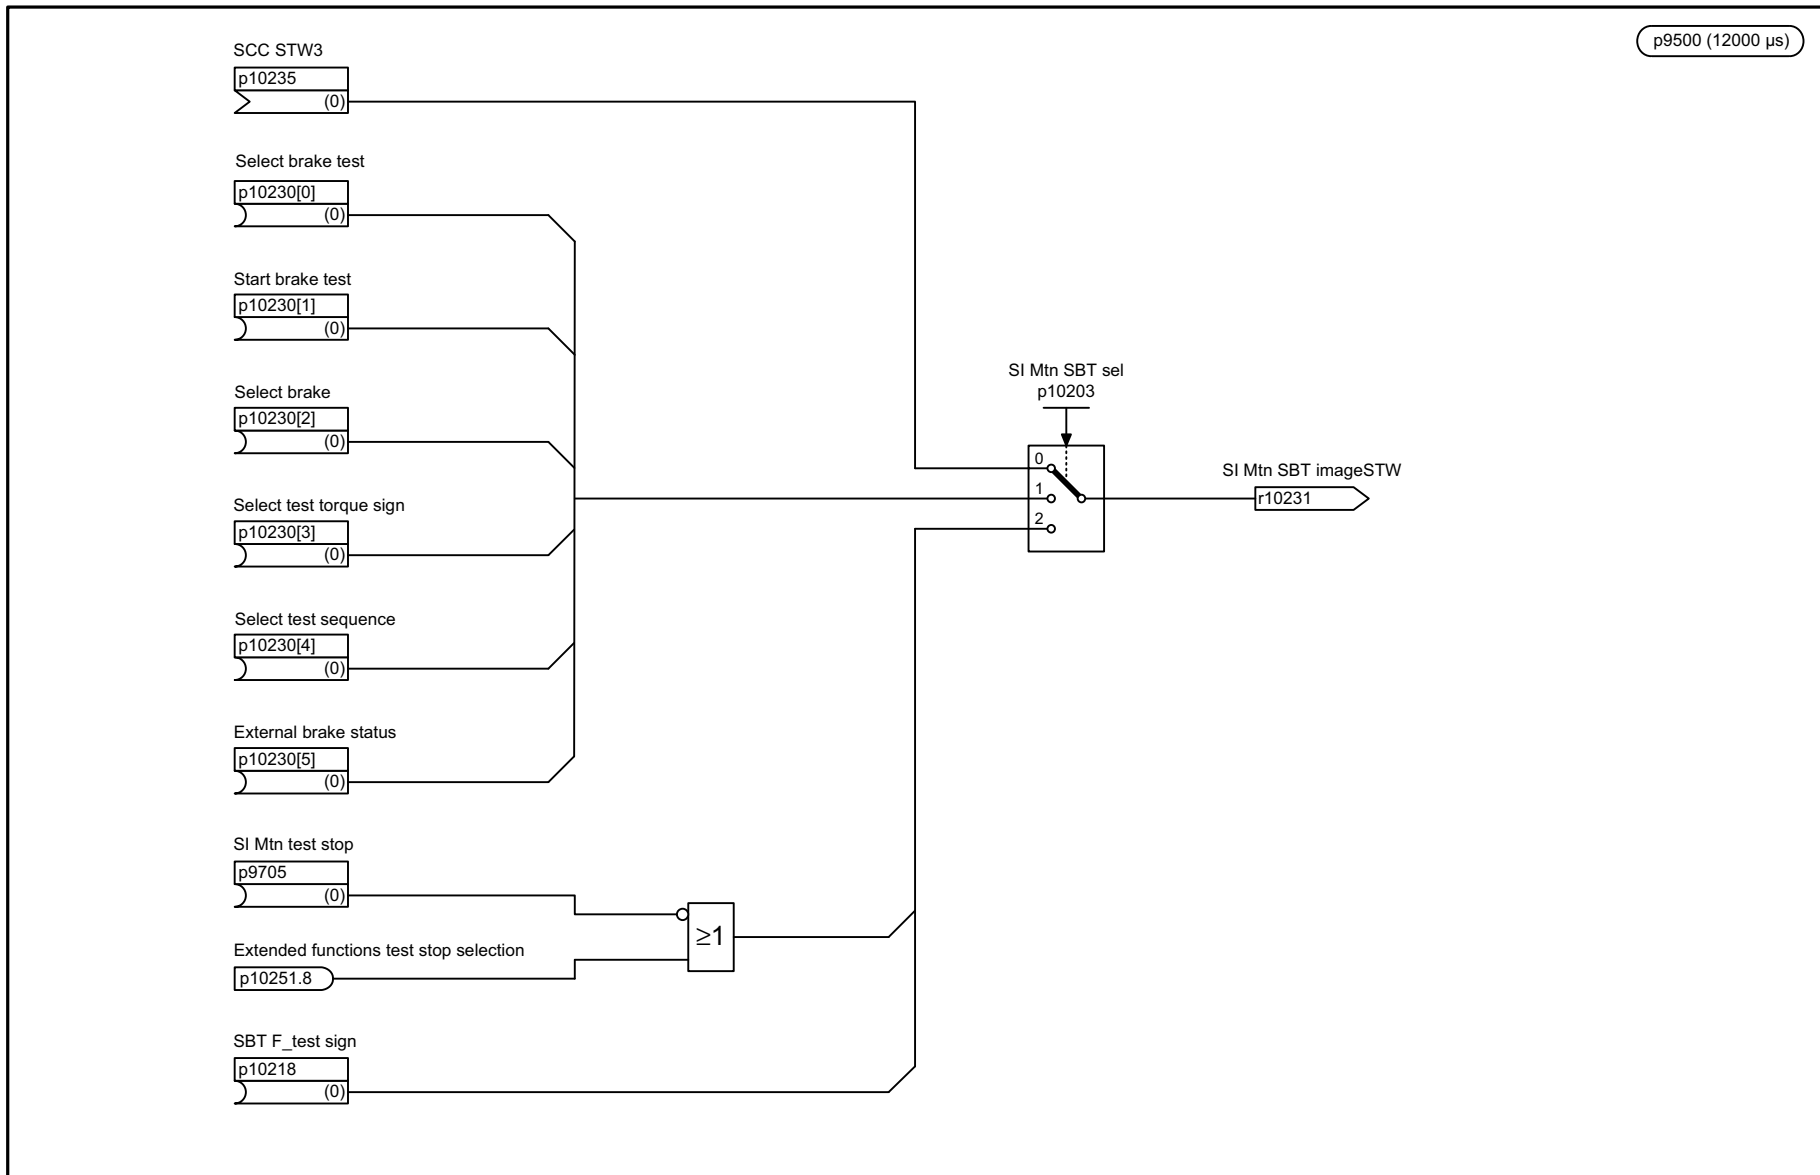 p9500 (12000 µs)
SCC STW3
p10235
(0)
Select brake test
p10230[0]
(0)
Start brake test
p10230[1]
(0)
Select brake
p10230[2]
(0)
Select test torque sign
p10230[3]
(0)
Select test sequence
p10230[4]
(0)
External brake status
p10230[5]
(0)
SI Mtn test stop
p9705
(0)
Extended functions test stop selection
p10251.8
≥1
SBT F_test sign
p10218
(0)
SI Mtn SBT sel
p10203
0
1
2
SI Mtn SBT imageSTW
r10231